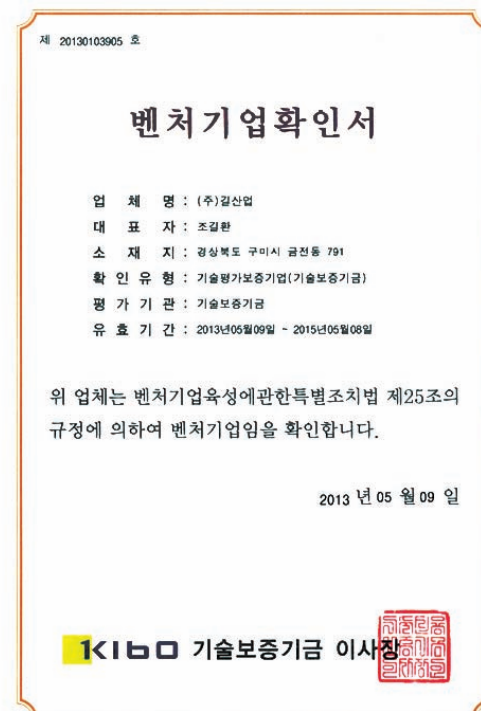 제 20130103905 호
벤처기업확인서
업 체 명 : (주)길산업
대 표 자 : 조길환
소 재 지 : 경상북도 구미시 금전동 791
확 인 유 형 : 기술평가보증기업(기술보증기금)
평 가 기 관 : 기술보증기금
유 효 기 간 : 2013년05월09일 ~ 2015년05월08일
위 업체는 벤처기업육성에관한특별조치법 제25조의
규정에 의하여 벤처기업임을 확인합니다.
2013 년 05 월 09 일
KIBO 기술보증기금 이사장